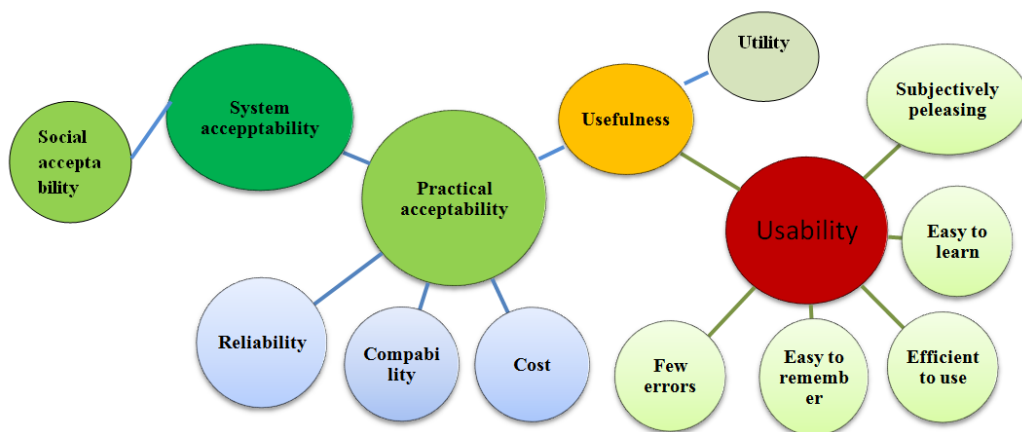 Utility
System
accepptability
Usefulness
Subjectively
peleasing
Social
accepta
bility
Practical
acceptability
Usability
Easy to
learn
Reliability
Compabi
lity
Cost
Few
errors
Easy to
rememb
er
Efficient
to use